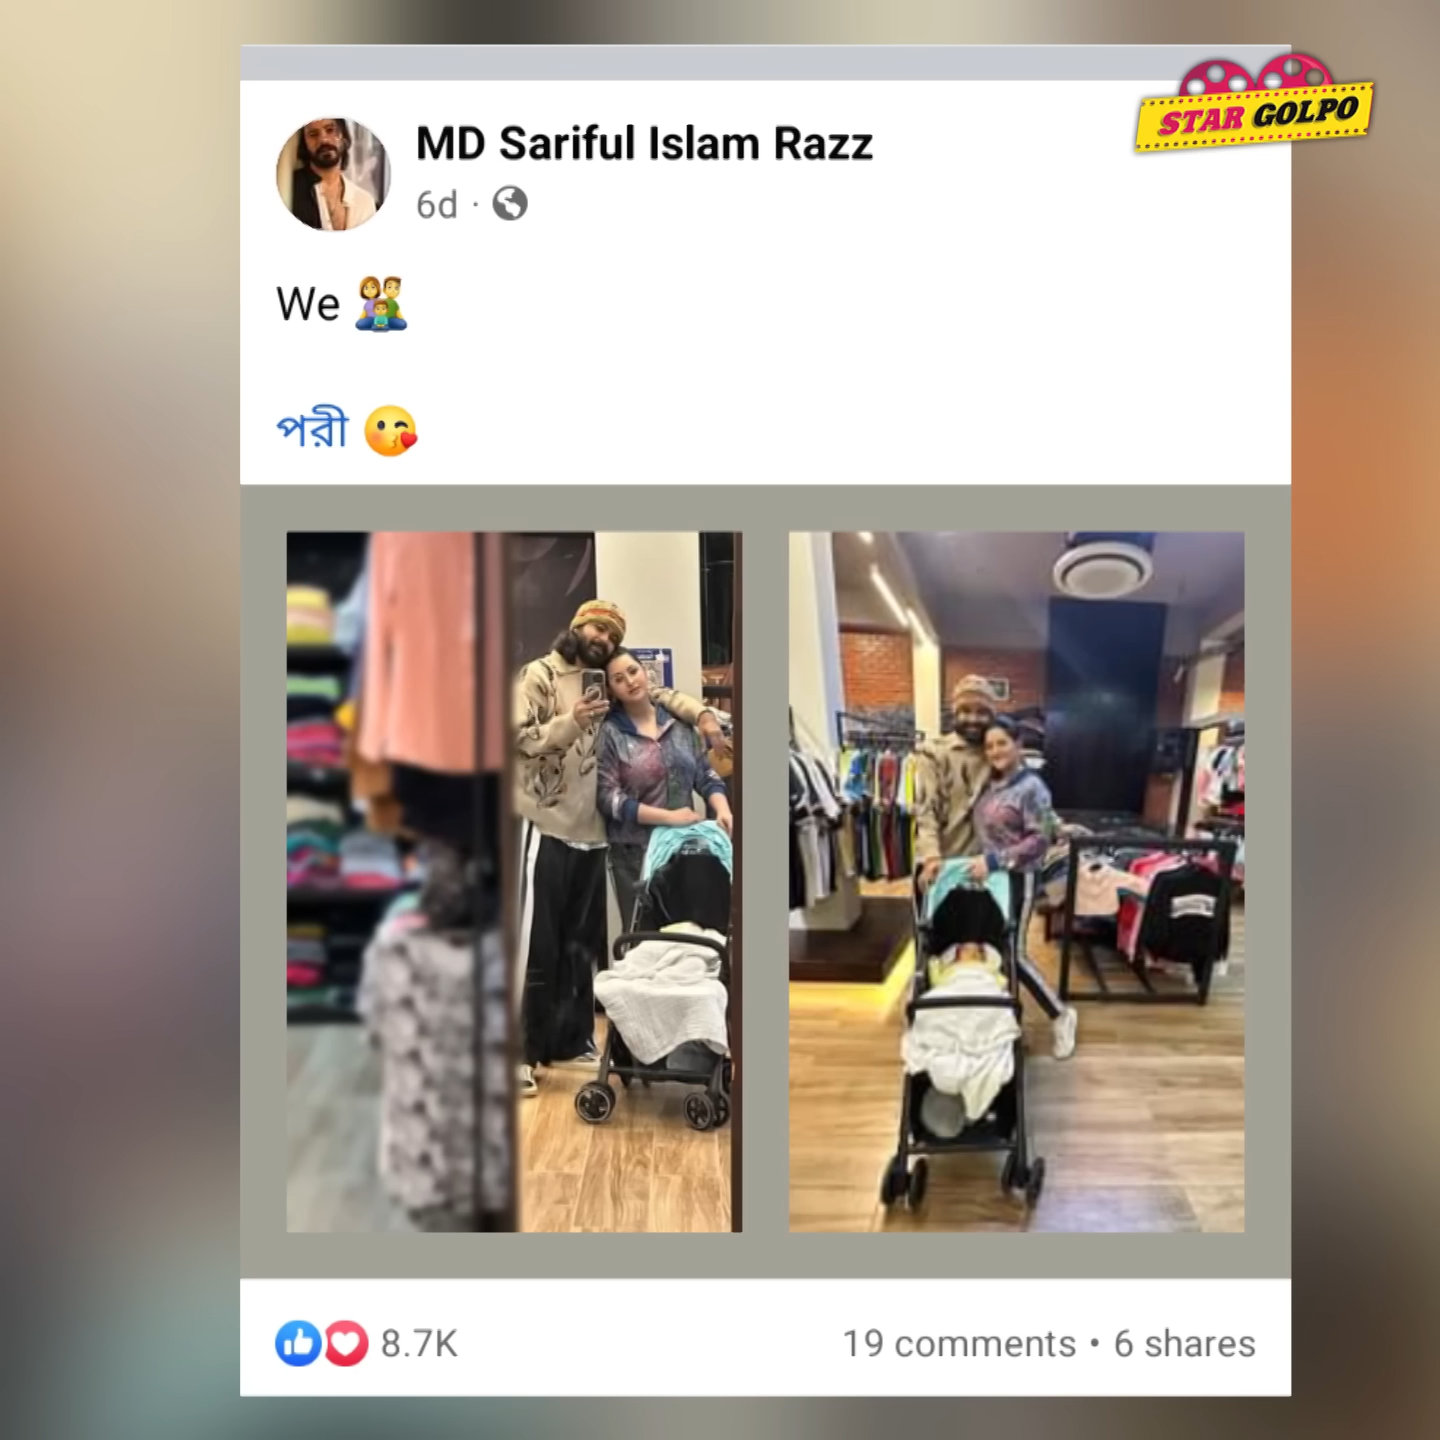 STAR GOLPO
MD Sariful Islam Razz
6d ·
We 👩‍👦‍👦
পরী 😘
8.7K
19 comments • 6 shares